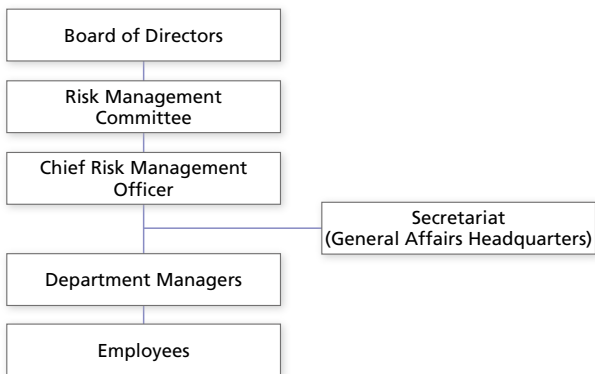 Board of Directors
Risk Management
Committee
Chief Risk Management
Officer
Secretariat
(General Affairs Headquarters)
Department Managers
Employees